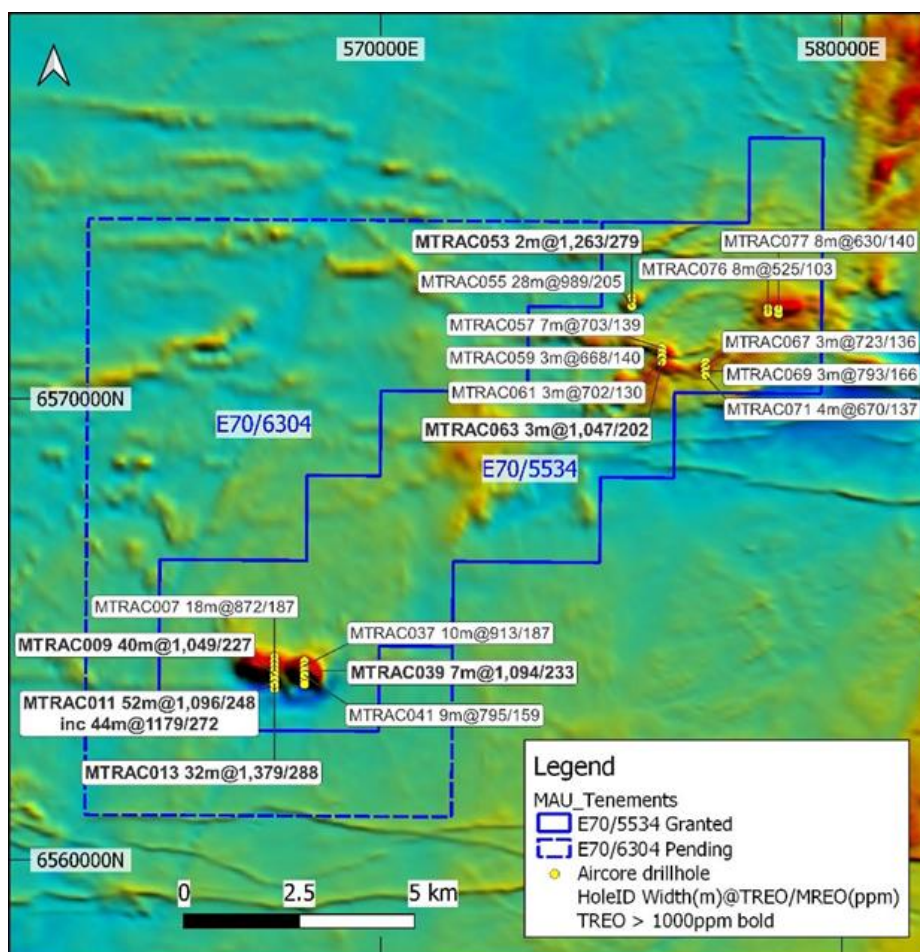 570000E
580000E
MTRAC053 2m@1,263/279
MTRAC077 8m@630/140
MTRAC055 28m@989/205
MTRAC076 8m@525/103
MTRAC057 7m@703/139
MTRAC067 3m@723/136
MTRAC059 3m@668/140
MTRAC069 3m@793/166
MTRAC061 3m@702/130
MTRAC071 4m@670/137
6570000N
E70/6304
MTRAC063 3m@1,047/202
E70/5534
MTRAC007 18m@872/187
MTRAC009 40m@1,049/227
MTRAC037 10m@913/187
MTRAC039 7m@1,094/233
MTRAC011 52m@1,096/248
inc 44m@1179/272
MTRAC041 9m@795/159
MTRAC013 32m@1,379/288
6560000N
0 2.5 5 km
Legend
MAU_Tenements
E70/5534 Granted
E70/6304 Pending
Aircore drillhole
HoleID Width(m)@TREO/MREO(ppm)
TREO > 1000ppm bold